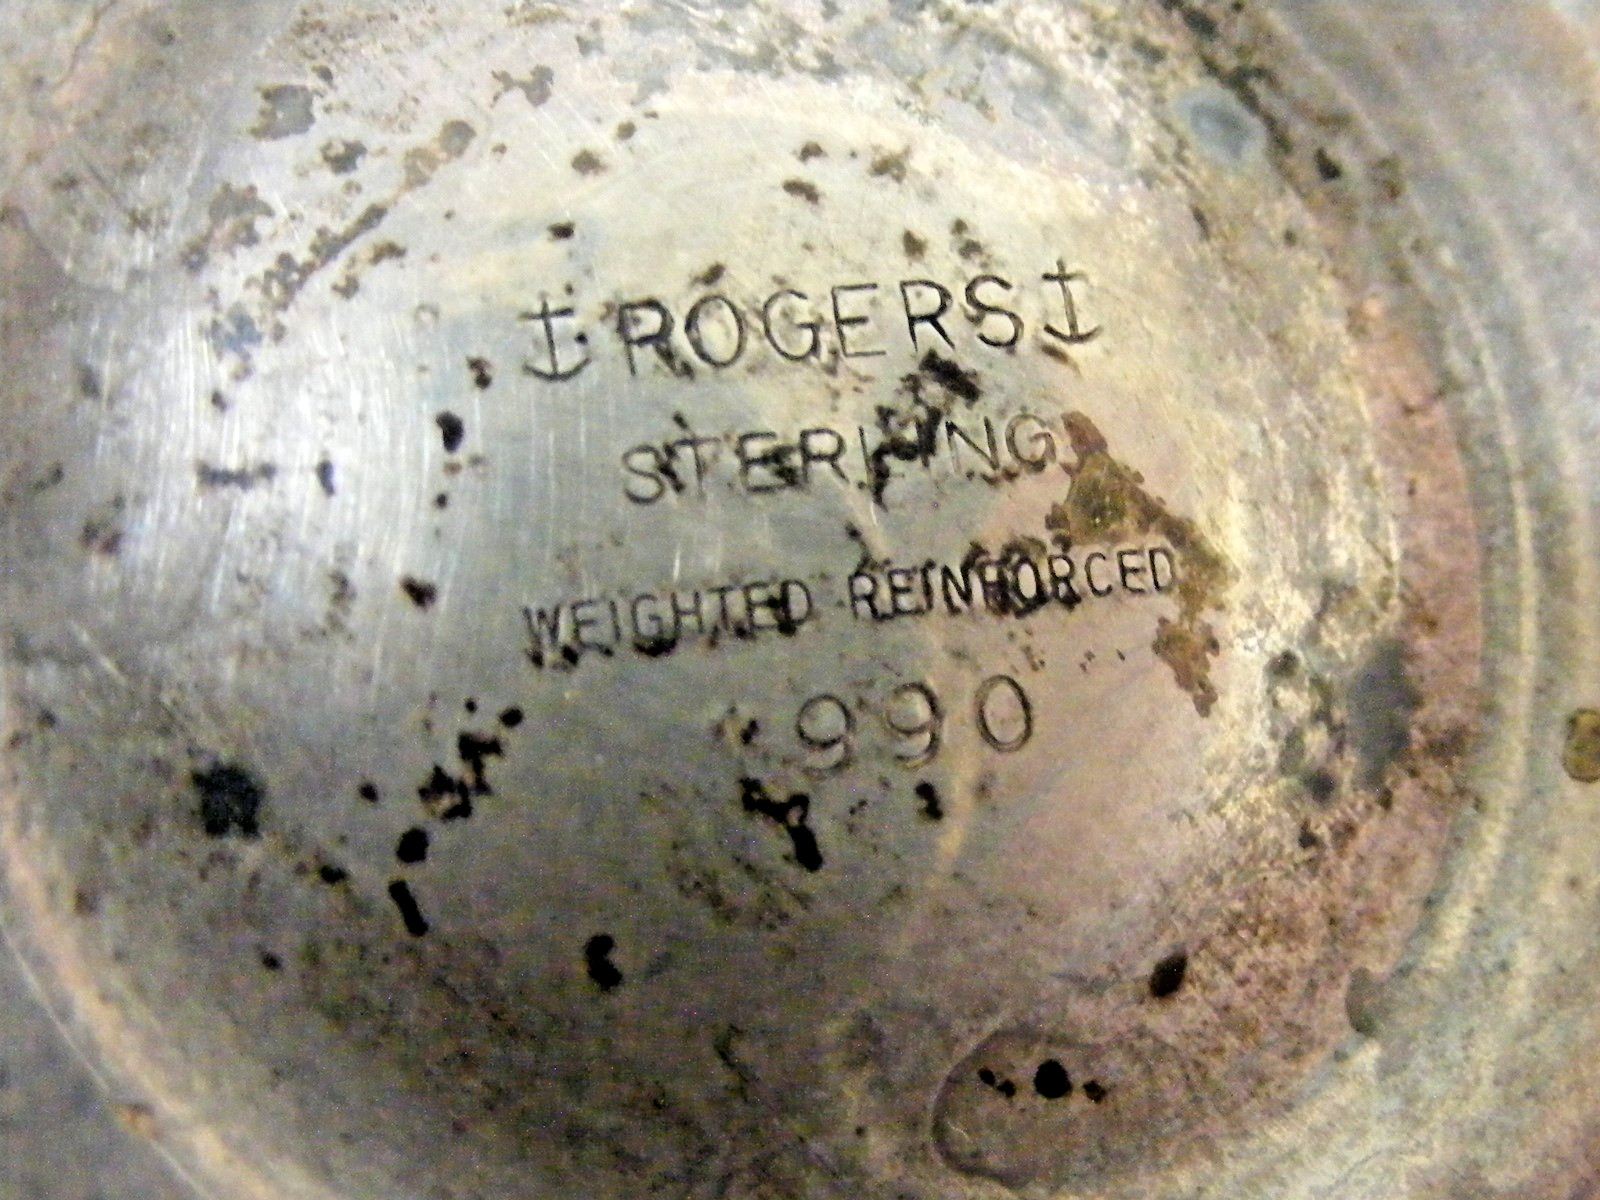 ⚓ROGERS⚓
STERLING
WEIGHTED REINFORCED
990